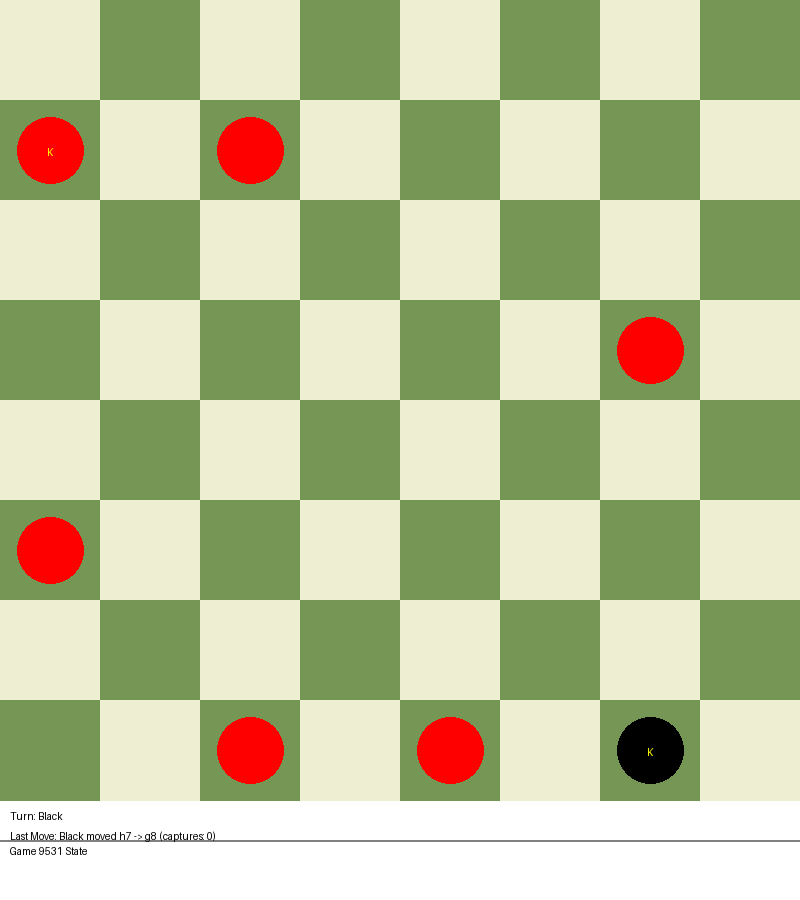 K
K
Turn: Black
Last Move: Black moved h7 -> g8 (captures: 0)
Game 9531 State